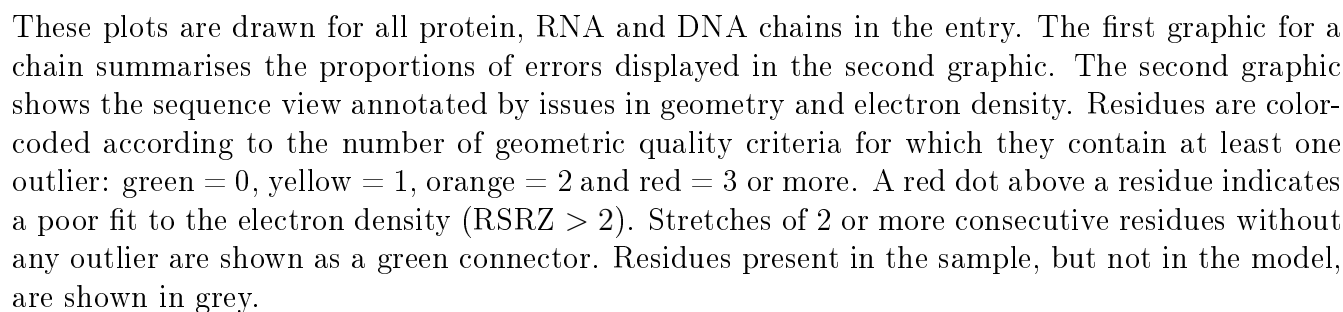 These plots are drawn for all protein, RNA and DNA chains in the entry. The first graphic for a
chain summarises the proportions of errors displayed in the second graphic. The second graphic
shows the sequence view annotated by issues in geometry and electron density. Residues are color-
coded according to the number of geometric quality criteria for which they contain at least one
outlier: green = 0, yellow = 1, orange = 2 and red = 3 or more. A red dot above a residue indicates
a poor fit to the electron density (RSRZ > 2). Stretches of 2 or more consecutive residues without
any outlier are shown as a green connector. Residues present in the sample, but not in the model,
are shown in grey.